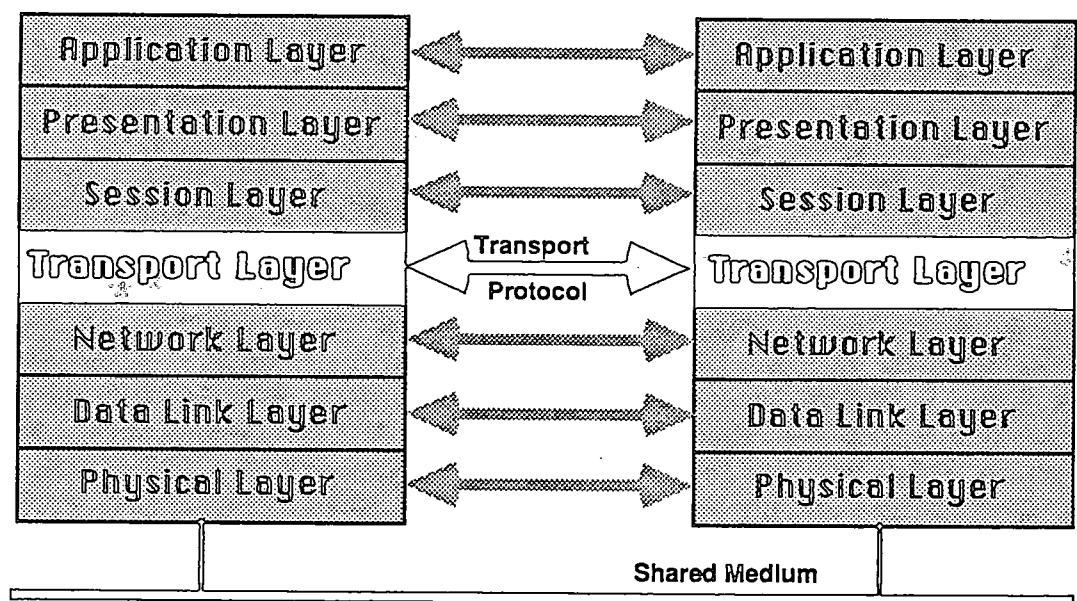 Application Layer
Application Layer
Presentation Layer
Presentation Layer
Session Layer
Session Layer
Transport Layer
Transport
Protocol
Transport Layer
Network Layer
Network Layer
Data Link Layer
Data Link Layer
Physical Layer
Physical Layer
Shared Medium